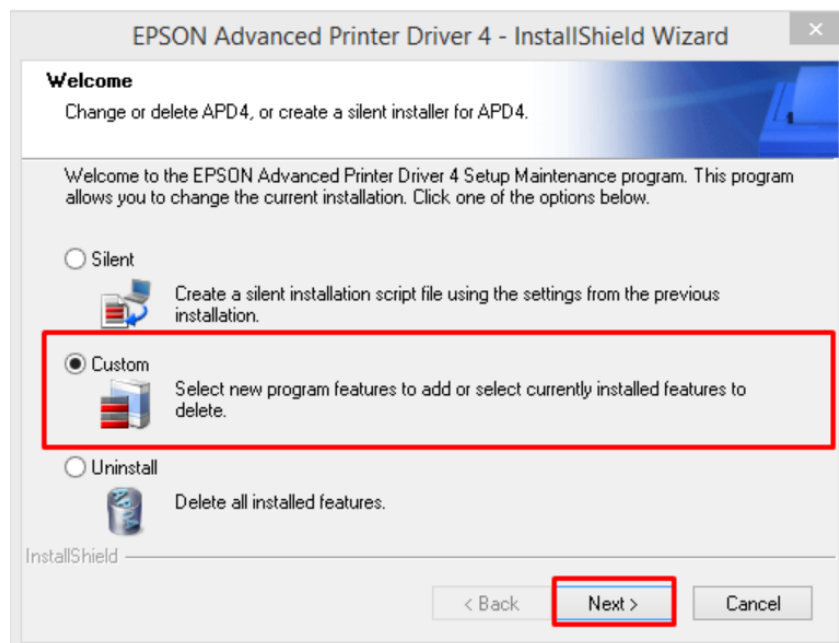 EPSON Advanced Printer Driver 4 - InstallShield Wizard
Welcome
Change or delete APD4, or create a silent installer for APD4.
Welcome to the EPSON Advanced Printer Driver 4 Setup Maintenance program. This program
allows you to change the current installation. Click one of the options below.
Silent
Create a silent installation script file using the settings from the previous
installation.
Custom
Select new program features to add or select currently installed features to
delete.
Uninstall
Delete all installed features.
InstallShield
< Back Next > Cancel